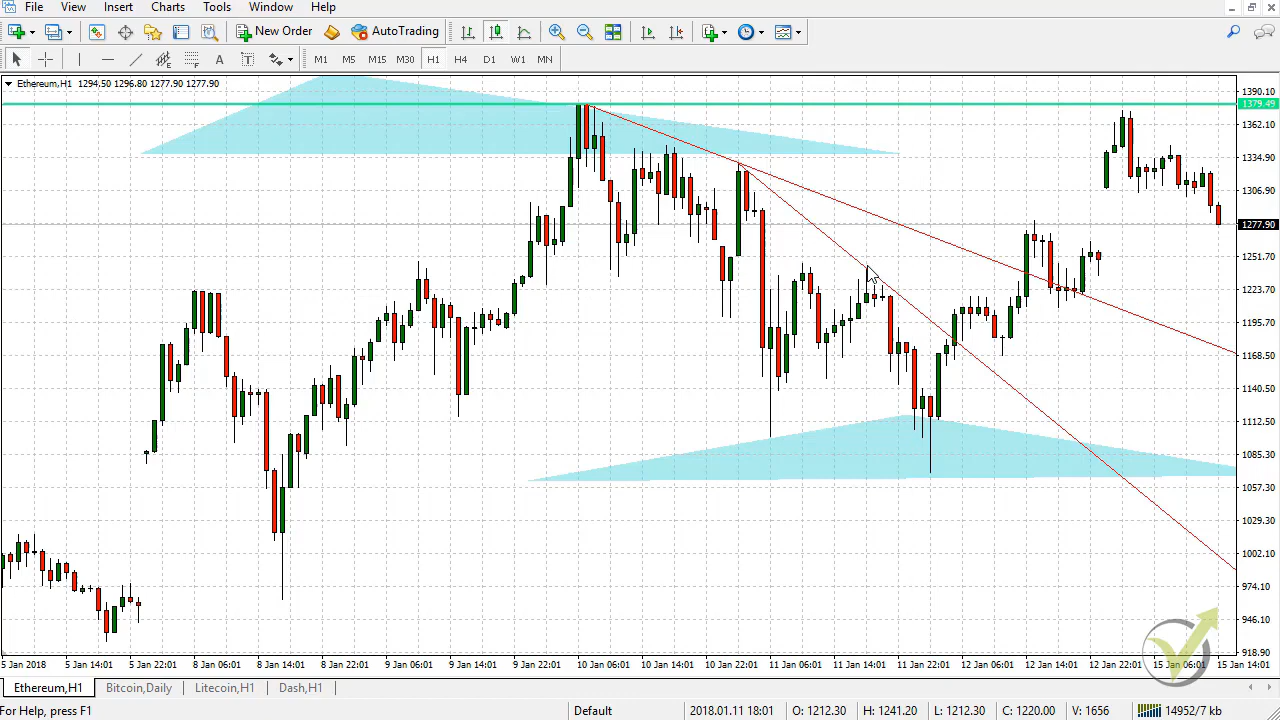 File View Insert Charts Tools Window Help
New Order AutoTrading
A T M1 M5 M15 M30 H1 H4 D1 W1 MN
Ethereum,H1 1294.50 1296.80 1277.90 1277.90
1390.10
1379.49
1362.10
1334.90
1306.90
1277.90
1251.70
1223.70
1195.70
1168.50
1140.50
1112.50
1085.30
1057.30
1029.30
1002.10
974.10
946.10
918.90
5 Jan 2018 5 Jan 14:01 5 Jan 22:01 8 Jan 06:01 8 Jan 14:01 8 Jan 22:01 9 Jan 06:01 9 Jan 14:01 9 Jan 22:01 10 Jan 06:01 10 Jan 14:01 10 Jan 22:01 11 Jan 06:01 11 Jan 14:01 11 Jan 22:01 12 Jan 06:01 12 Jan 14:01 12 Jan 22:01 15 Jan 06:01 15 Jan 14:01
Ethereum,H1 Bitcoin,Daily Litecoin,H1 Dash,H1
For Help, press F1 Default 2018.01.11 18:01 O: 1212.30 H: 1241.20 L: 1212.30 C: 1220.00 V: 1656 14952/7 kb